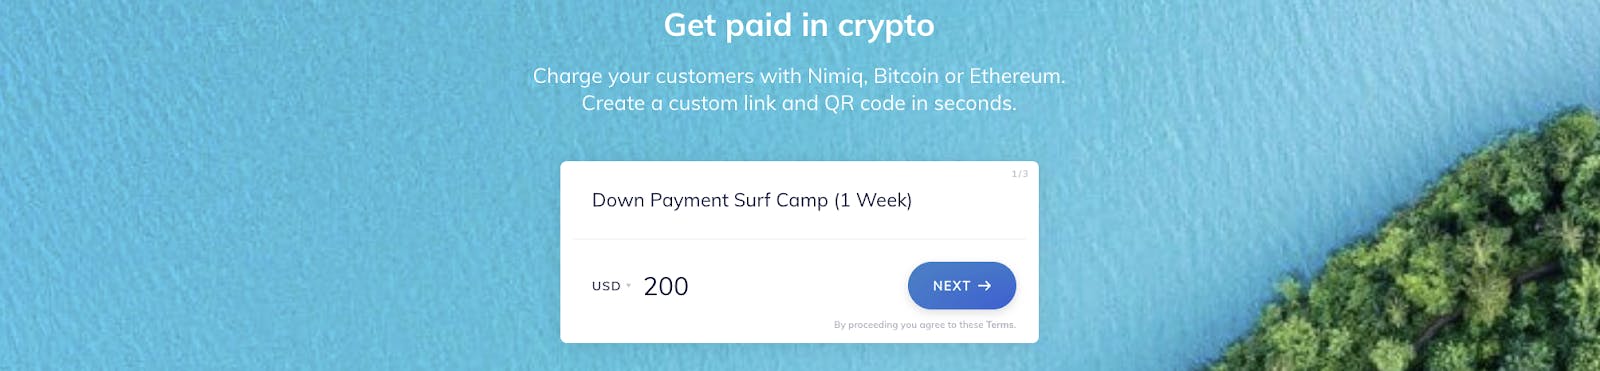 Get paid in crypto
Charge your customers with Nimiq, Bitcoin or Ethereum.
Create a custom link and QR code in seconds.
1/3
Down Payment Surf Camp (1 Week)
USD 200
NEXT →
By proceeding you agree to these Terms.